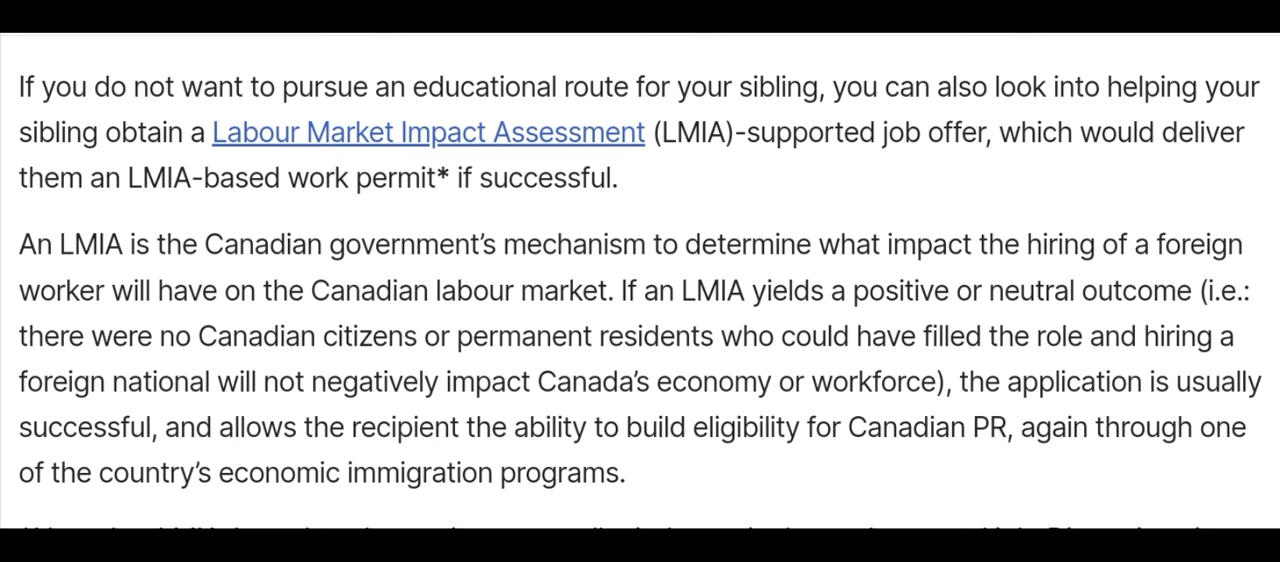 If you do not want to pursue an educational route for your sibling, you can also look into helping your
sibling obtain a Labour Market Impact Assessment (LMIA)-supported job offer, which would deliver
them an LMIA-based work permit* if successful.
An LMIA is the Canadian government’s mechanism to determine what impact the hiring of a foreign
worker will have on the Canadian labour market. If an LMIA yields a positive or neutral outcome (i.e.:
there were no Canadian citizens or permanent residents who could have filled the role and hiring a
foreign national will not negatively impact Canada’s economy or workforce), the application is usually
successful, and allows the recipient the ability to build eligibility for Canadian PR, again through one
of the country’s economic immigration programs.